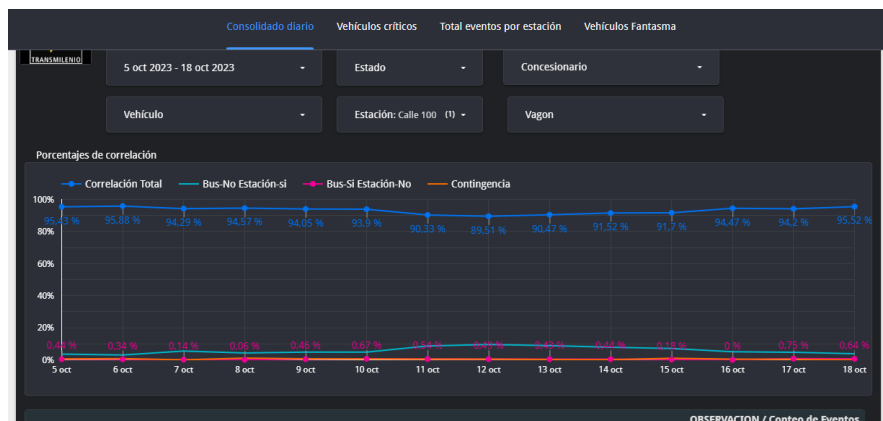 Consolidado diario Vehículos críticos Total eventos por estación Vehículos Fantasma
TRANSMILENIO
5 oct 2023 - 18 oct 2023 Estado Concesionario
Vehículo Estación: Calle 100 (1) Vagon
Porcentajes de correlación
Correlación Total Bus-No Estación-si Bus-Si Estación-No Contingencia
100%
95,43 % 95,88 % 94,29 % 94,57 % 94,05 % 93,9 % 90,33 % 89,51 % 90,47 % 91,52 % 91,7 % 94,47 % 94,2 % 95,52 %
80%
60%
40%
20%
0,34 % 0,14 % 0,06 % 0,46 % 0,67 % 0,54 % 0,44 % 0,18 % 0 % 0,75 % 0,64 %
0%
5 oct 6 oct 7 oct 8 oct 9 oct 10 oct 11 oct 12 oct 13 oct 14 oct 15 oct 16 oct 17 oct 18 oct
OBSERVACION / Conteo de Eventos